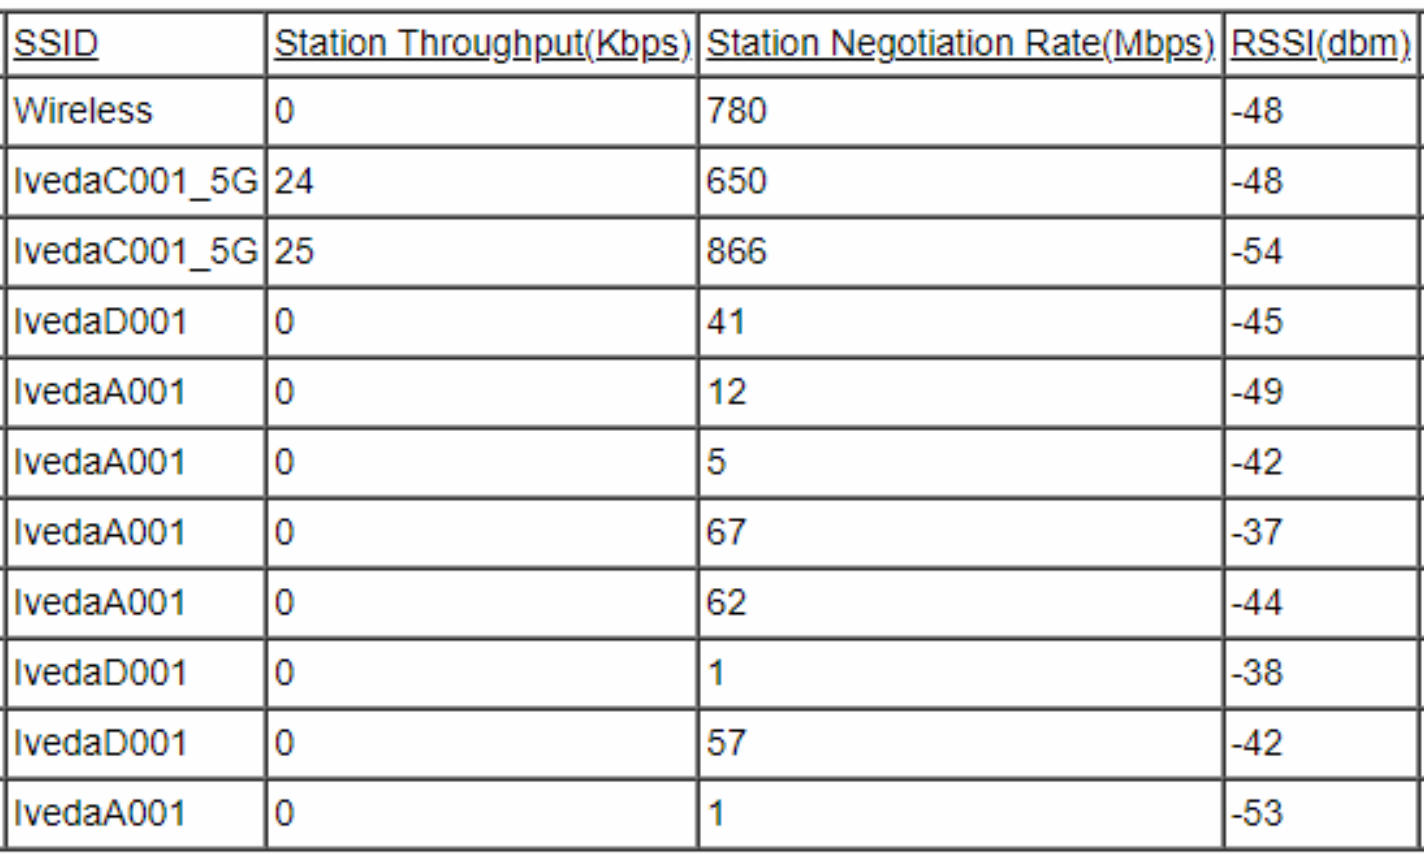 SSID Station Throughput(Kbps) Station Negotiation Rate(Mbps) RSSI(dbm)
Wireless 0 780 -48
IvedaC001_5G 24 650 -48
IvedaC001_5G 25 866 -54
IvedaD001 0 41 -45
IvedaA001 0 12 -49
IvedaA001 0 5 -42
IvedaA001 0 67 -37
IvedaA001 0 62 -44
IvedaD001 0 1 -38
IvedaD001 0 57 -42
IvedaA001 0 1 -53